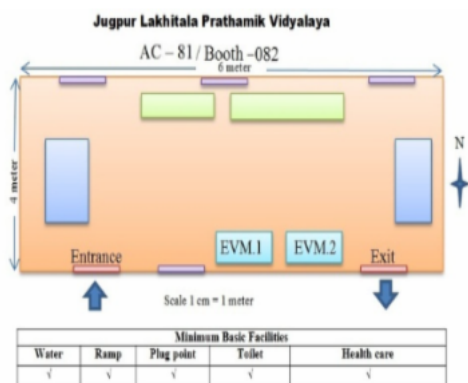 Jugpur Lakhitala Prathamik Vidyalaya
AC – 81/Booth -082
6 meter
4 meter
N
EVM.1 EVM.2
Entrance Exit
Scale 1 cm = 1 meter
Minimum Basic Facilities
Water Ramp Plug point Toilet Health care
√ √ √ √ √